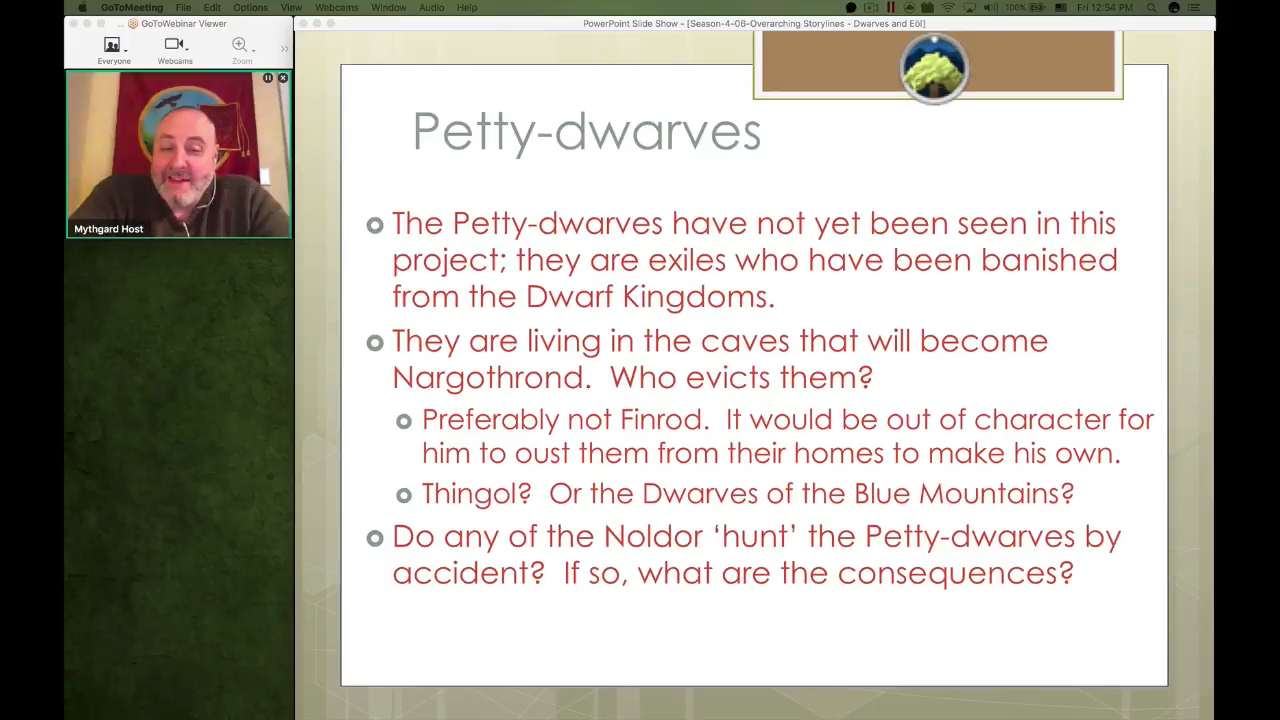 GoToMeeting File Edit Options View Webcams Window Audio Help
100% Fri 12:54 PM
GoToWebinar Viewer
PowerPoint Slide Show - [Season-4-06-Overarching Storylines - Dwarves and Eöl]
Everyone Webcams Zoom
Mythgard Host
Petty-dwarves
The Petty-dwarves have not yet been seen in this
project; they are exiles who have been banished
from the Dwarf Kingdoms.
They are living in the caves that will become
Nargothrond. Who evicts them?
Preferably not Finrod. It would be out of character for
him to oust them from their homes to make his own.
Thingol? Or the Dwarves of the Blue Mountains?
Do any of the Noldor ‘hunt’ the Petty-dwarves by
accident? If so, what are the consequences?